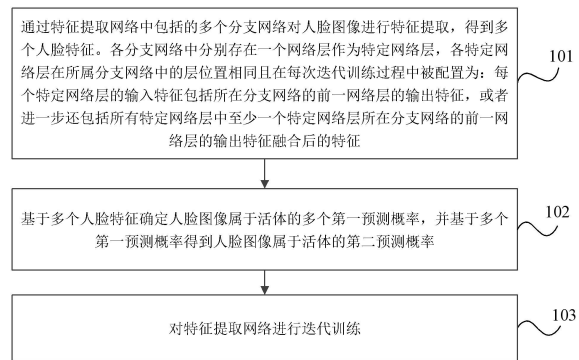 通过特征提取网络中包括的多个分支网络对人脸图像进行特征提取，得到多
个人脸特征。各分支网络中分别存在一个网络层作为特定网络层，各特定网
络层在所属分支网络中的层位置相同且在每次迭代训练过程中被配置为：每
个特定网络层的输入特征包括所在分支网络的前一网络层的输出特征，或者
进一步还包括所有特定网络层中至少一个特定网络层所在分支网络的前一网
络层的输出特征融合后的特征
101
基于多个人脸特征确定人脸图像属于活体的多个第一预测概率，并基于多个
第一预测概率得到人脸图像属于活体的第二预测概率
102
对特征提取网络进行迭代训练
103